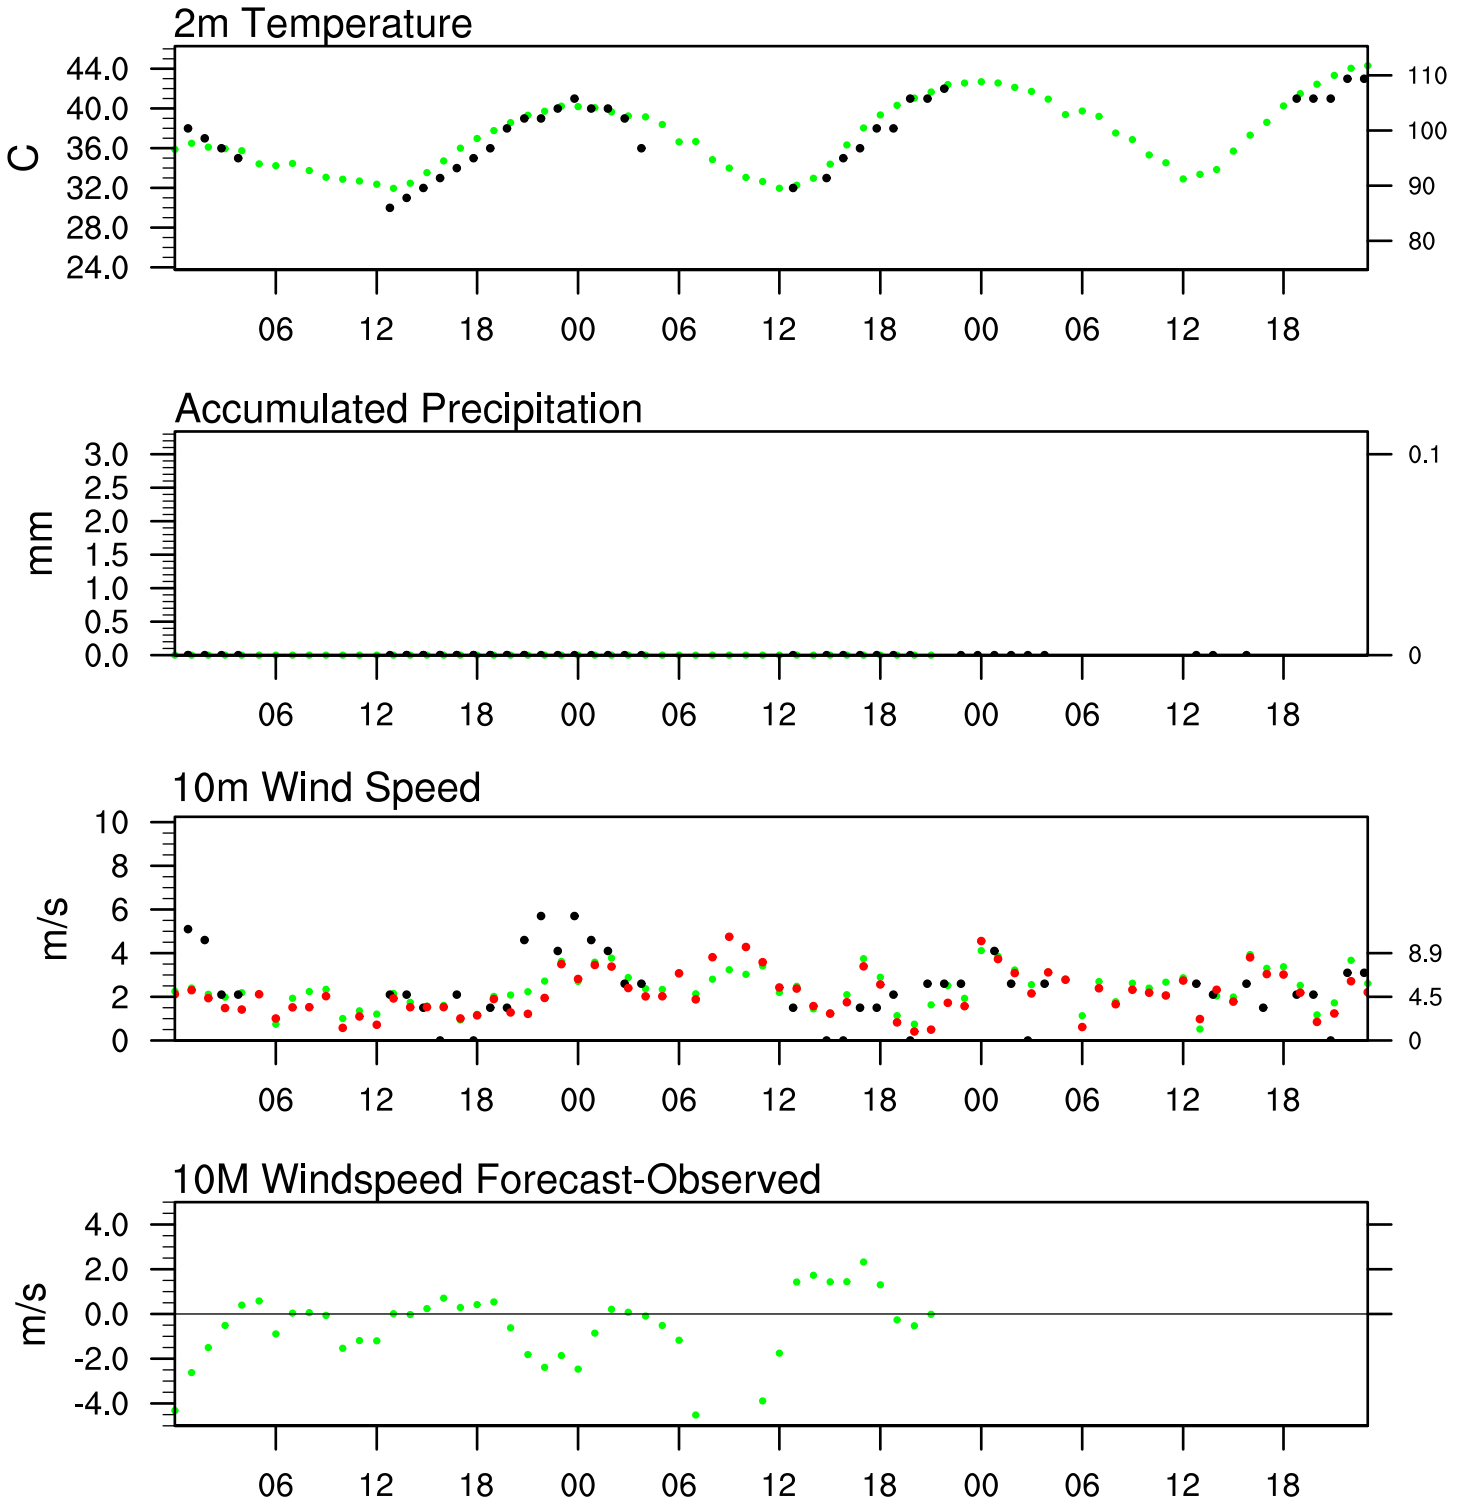 2m Temperature
44.0
40.0
36.0
32.0
28.0
24.0
C
110
100
90
80
06 12 18 00 06 12 18 00 06 12 18
Accumulated Precipitation
3.0
2.5
2.0
1.5
1.0
0.5
0.0
mm
0.1
0
06 12 18 00 06 12 18 00 06 12 18
10m Wind Speed
10
8
6
4
2
0
m/s
8.9
4.5
0
06 12 18 00 06 12 18 00 06 12 18
10M Windspeed Forecast-Observed
4.0
2.0
0.0
-2.0
-4.0
m/s
06 12 18 00 06 12 18 00 06 12 18